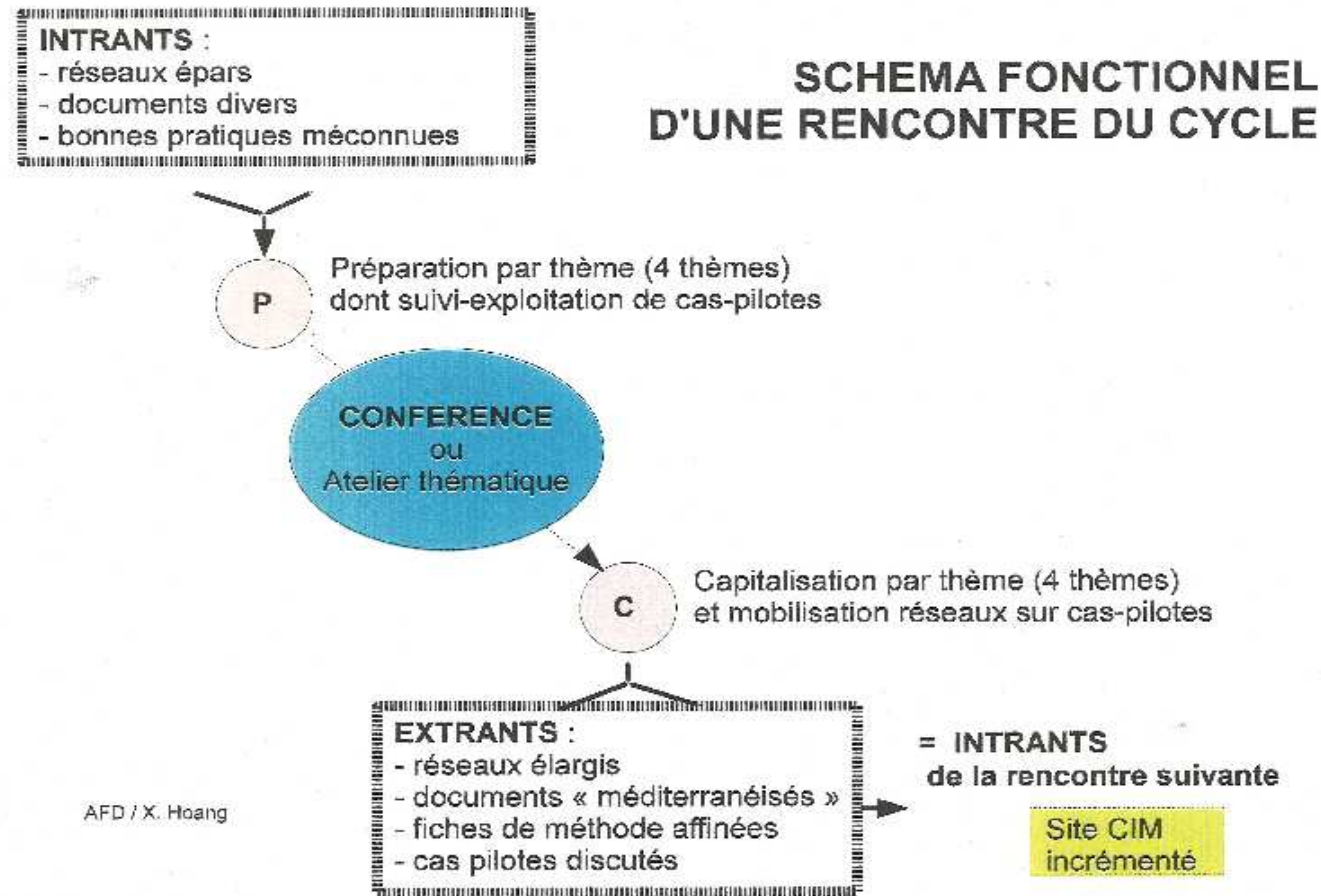 INTRANTS :
- réseaux épars
- documents divers
- bonnes pratiques méconnues
SCHEMA FONCTIONNEL
D'UNE RENCONTRE DU CYCLE
P
Préparation par thème (4 thèmes)
dont suivi-exploitation de cas-pilotes
CONFERENCE
ou
Atelier thématique
C
Capitalisation par thème (4 thèmes)
et mobilisation réseaux sur cas-pilotes
EXTRANTS :
- réseaux élargis
- documents « méditerranéisés »
- fiches de méthode affinées
- cas pilotes discutés
= INTRANTS
de la rencontre suivante
Site CIM
incrémenté
AFD / X. Hoang